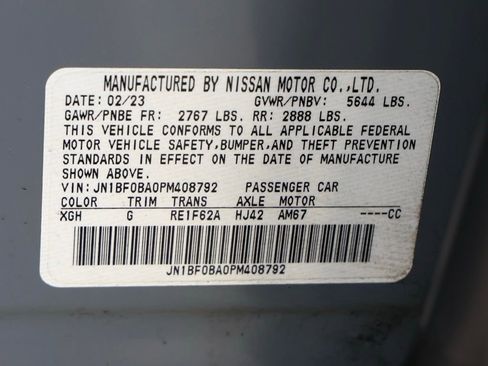 MANUFACTURED BY NISSAN MOTOR CO.,LTD.
DATE: 02/23 GVWR/PNBV: 5644 LBS.
GAWR/PNBE FR: 2767 LBS. RR: 2888 LBS.
THIS VEHICLE CONFORMS TO ALL APPLICABLE FEDERAL
MOTOR VEHICLE SAFETY,BUMPER,AND THEFT PREVENTION
STANDARDS IN EFFECT ON THE DATE OF MANUFACTURE
SHOWN ABOVE.
VIN: JN1BF0BA0PM408792 PASSENGER CAR
COLOR TRIM TRANS AXLE MOTOR
XGH G RE1F62A HJ42 AM67 ----CC
JN1BF0BA0PM408792